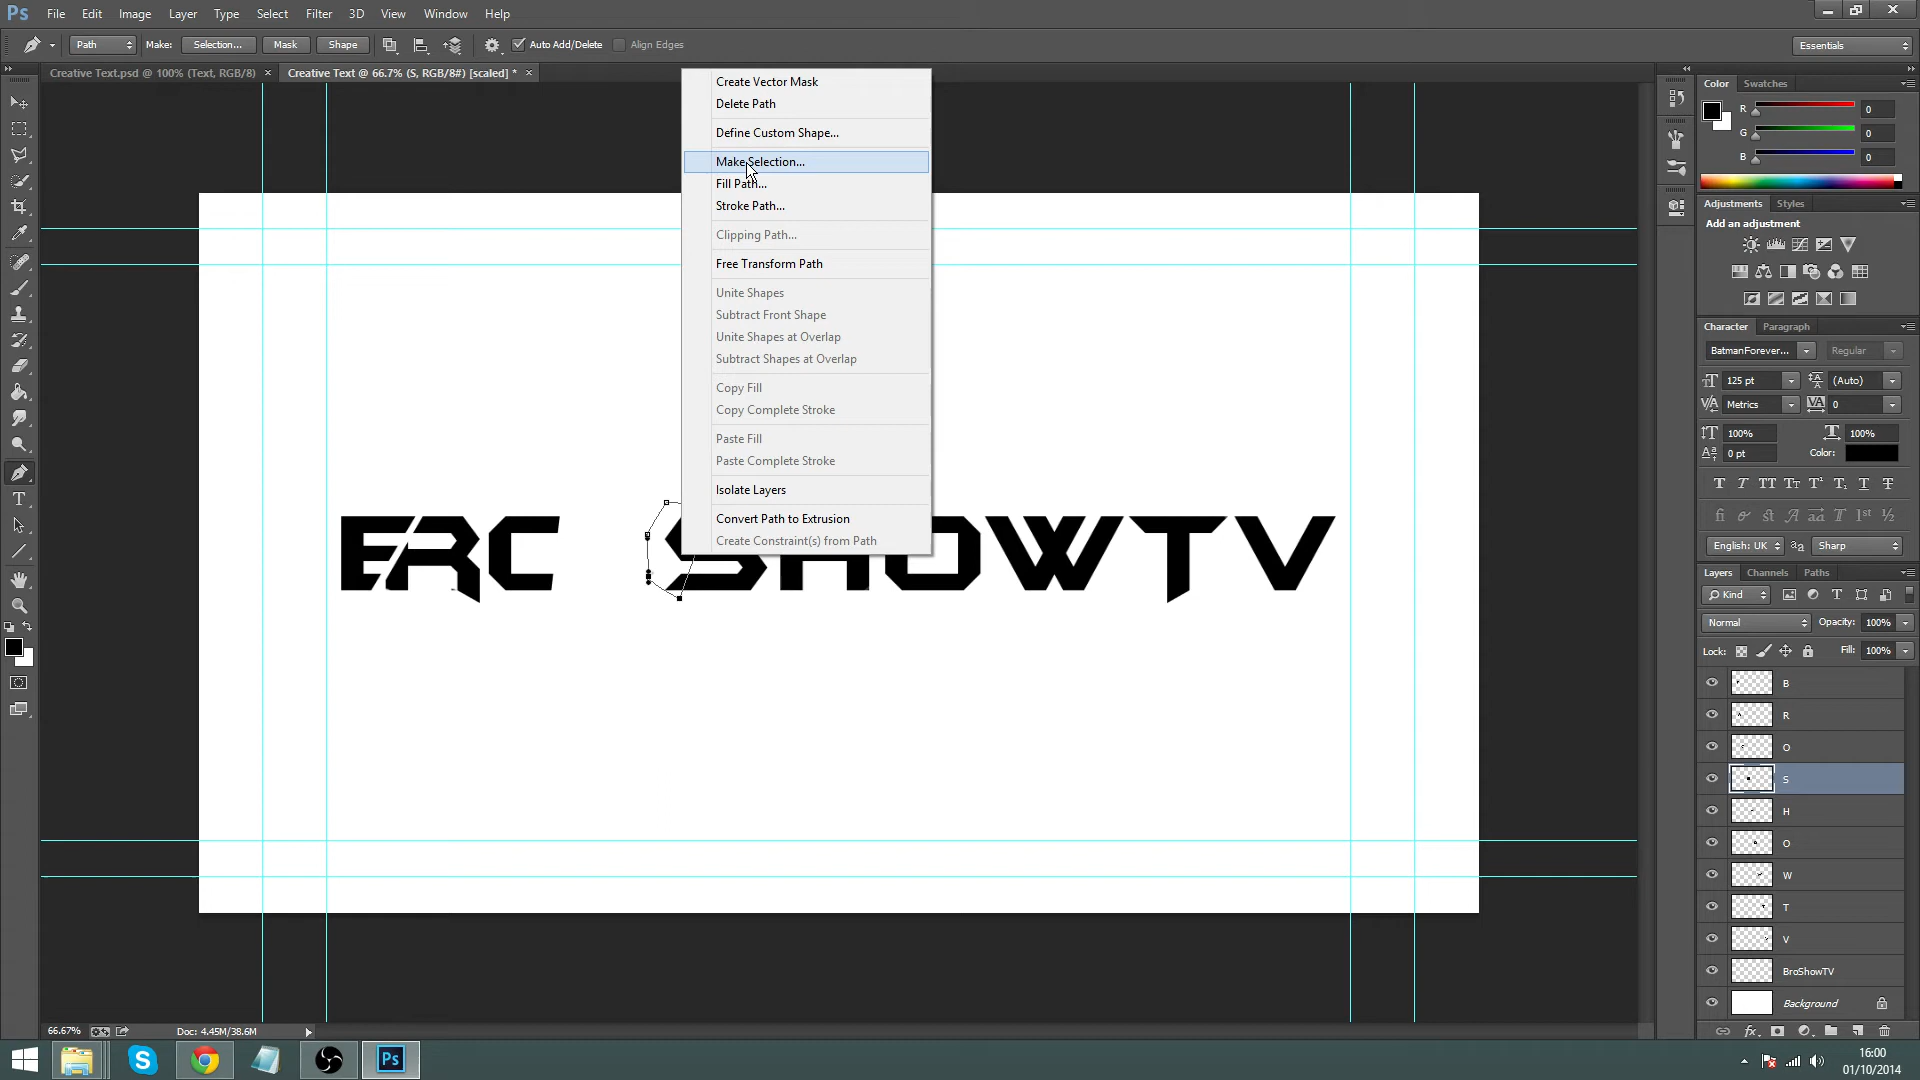 Ps File Edit Image Layer Type Select Filter 3D View Window Help
Path Make: Selection... Mask Shape Auto Add/Delete Align Edges Essentials
Creative Text.psd @ 100% (Text, RGB/8) × Creative Text @ 66.7% (S, RGB/8#) [scaled] * ×
Create Vector Mask
Delete Path
Define Custom Shape...
Make Selection...
Fill Path...
Stroke Path...
Clipping Path...
Free Transform Path
Unite Shapes
Subtract Front Shape
Unite Shapes at Overlap
Subtract Shapes at Overlap
Copy Fill
Copy Complete Stroke
Paste Fill
Paste Complete Stroke
Isolate Layers
Convert Path to Extrusion
Create Constraint(s) from Path
BRC SHOWTV
Color Swatches
R 0
G 0
B 0
Adjustments Styles
Add an adjustment
Character Paragraph
BatmanForever... Regular
125 pt (Auto)
Metrics 0
100% 100%
0 pt Color:
English: UK Sharp
Layers Channels Paths
Kind
Normal Opacity: 100%
Lock: Fill: 100%
B
R
O
S
H
O
W
T
V
BroShowTV
Background
66.67% Doc: 4.45M/38.6M
Ps
16:00
01/10/2014